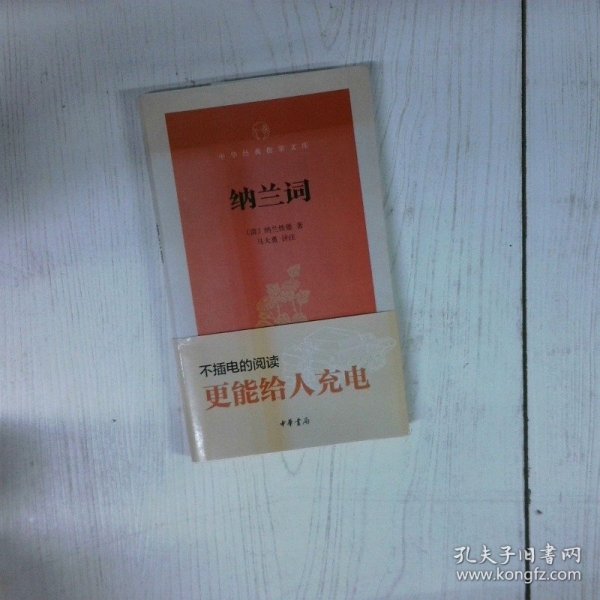 中华经典指掌文库
纳兰词
〔清〕纳兰性德 著
马大勇 评注
不插电的阅读
更能给人充电
中华书局
孔夫子旧书网
www.kongfz.com